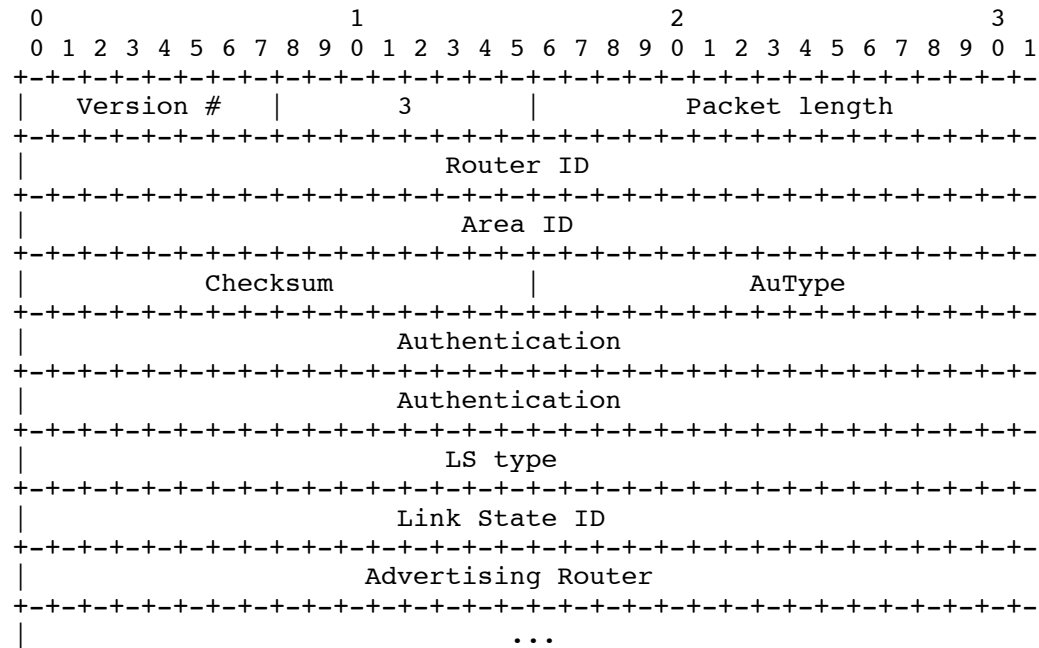 0                   1                   2                   3
 0 1 2 3 4 5 6 7 8 9 0 1 2 3 4 5 6 7 8 9 0 1 2 3 4 5 6 7 8 9 0 1
+-+-+-+-+-+-+-+-+-+-+-+-+-+-+-+-+-+-+-+-+-+-+-+-+-+-+-+-+-+-+-+-
|   Version #   |       3       |         Packet length
+-+-+-+-+-+-+-+-+-+-+-+-+-+-+-+-+-+-+-+-+-+-+-+-+-+-+-+-+-+-+-+-
|                          Router ID
+-+-+-+-+-+-+-+-+-+-+-+-+-+-+-+-+-+-+-+-+-+-+-+-+-+-+-+-+-+-+-+-
|                           Area ID
+-+-+-+-+-+-+-+-+-+-+-+-+-+-+-+-+-+-+-+-+-+-+-+-+-+-+-+-+-+-+-+-
|           Checksum            |             AuType
+-+-+-+-+-+-+-+-+-+-+-+-+-+-+-+-+-+-+-+-+-+-+-+-+-+-+-+-+-+-+-+-
|                       Authentication
+-+-+-+-+-+-+-+-+-+-+-+-+-+-+-+-+-+-+-+-+-+-+-+-+-+-+-+-+-+-+-+-
|                       Authentication
+-+-+-+-+-+-+-+-+-+-+-+-+-+-+-+-+-+-+-+-+-+-+-+-+-+-+-+-+-+-+-+-
|                          LS type
+-+-+-+-+-+-+-+-+-+-+-+-+-+-+-+-+-+-+-+-+-+-+-+-+-+-+-+-+-+-+-+-
|                       Link State ID
+-+-+-+-+-+-+-+-+-+-+-+-+-+-+-+-+-+-+-+-+-+-+-+-+-+-+-+-+-+-+-+-
|                     Advertising Router
+-+-+-+-+-+-+-+-+-+-+-+-+-+-+-+-+-+-+-+-+-+-+-+-+-+-+-+-+-+-+-+-
|                              ...